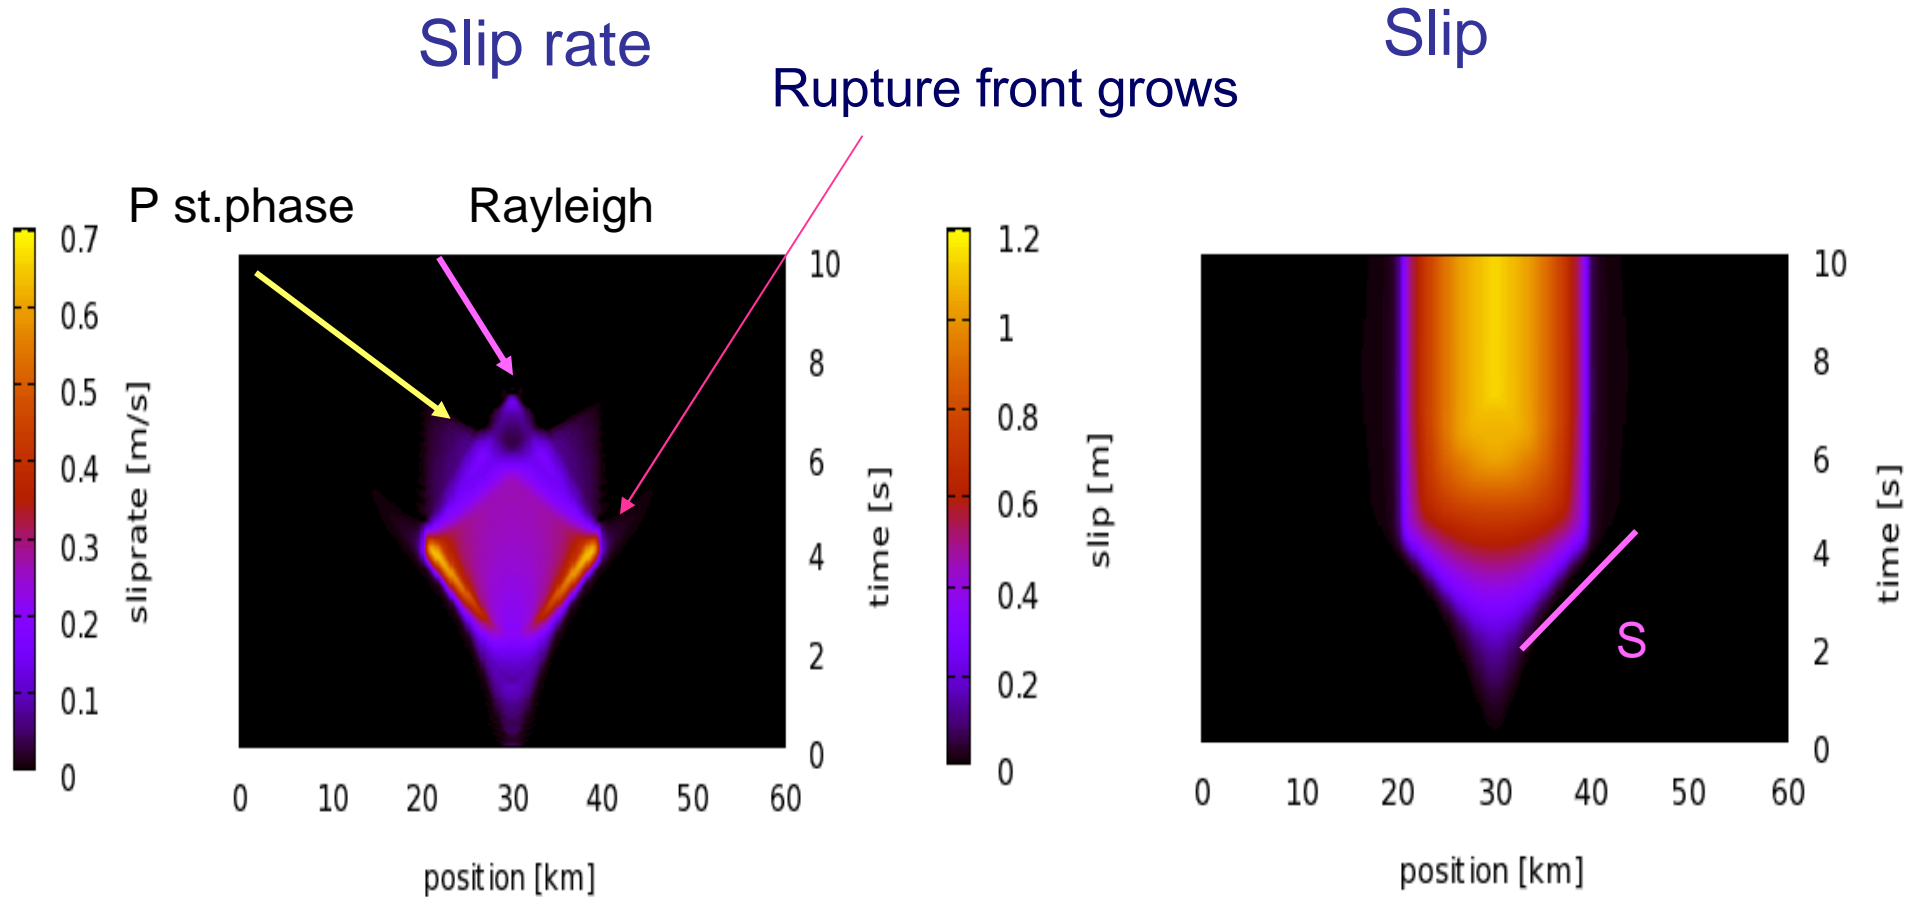 Slip rate
Slip
Rupture front grows
P st.phase
Rayleigh
0.7
0.6
0.5
0.4
0.3
0.2
0.1
0
sliprate [m/s]
10
8
6
4
2
0
time [s]
0 10 20 30 40 50 60
position [km]
1.2
1
0.8
0.6
0.4
0.2
0
slip [m]
S
10
8
6
4
2
0
time [s]
0 10 20 30 40 50 60
position [km]